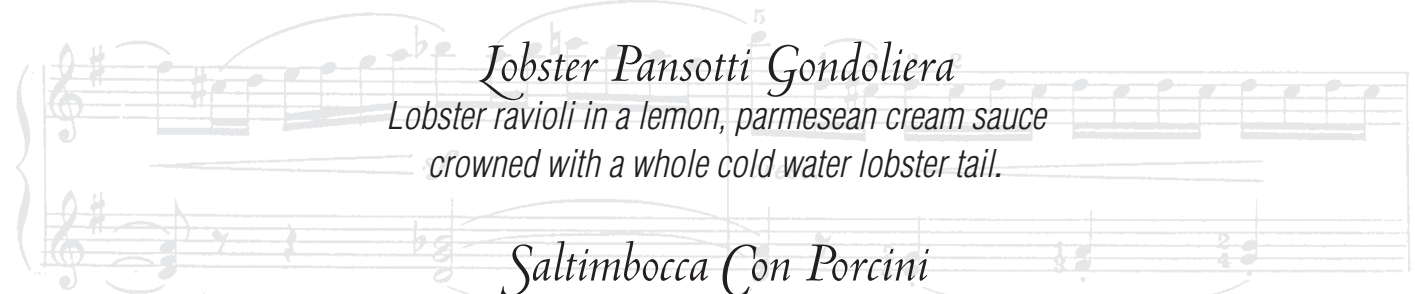 Lobster Pansotti Gondoliera
Lobster ravioli in a lemon, parmesean cream sauce
crowned with a whole cold water lobster tail.
Saltimbocca Con Porcini